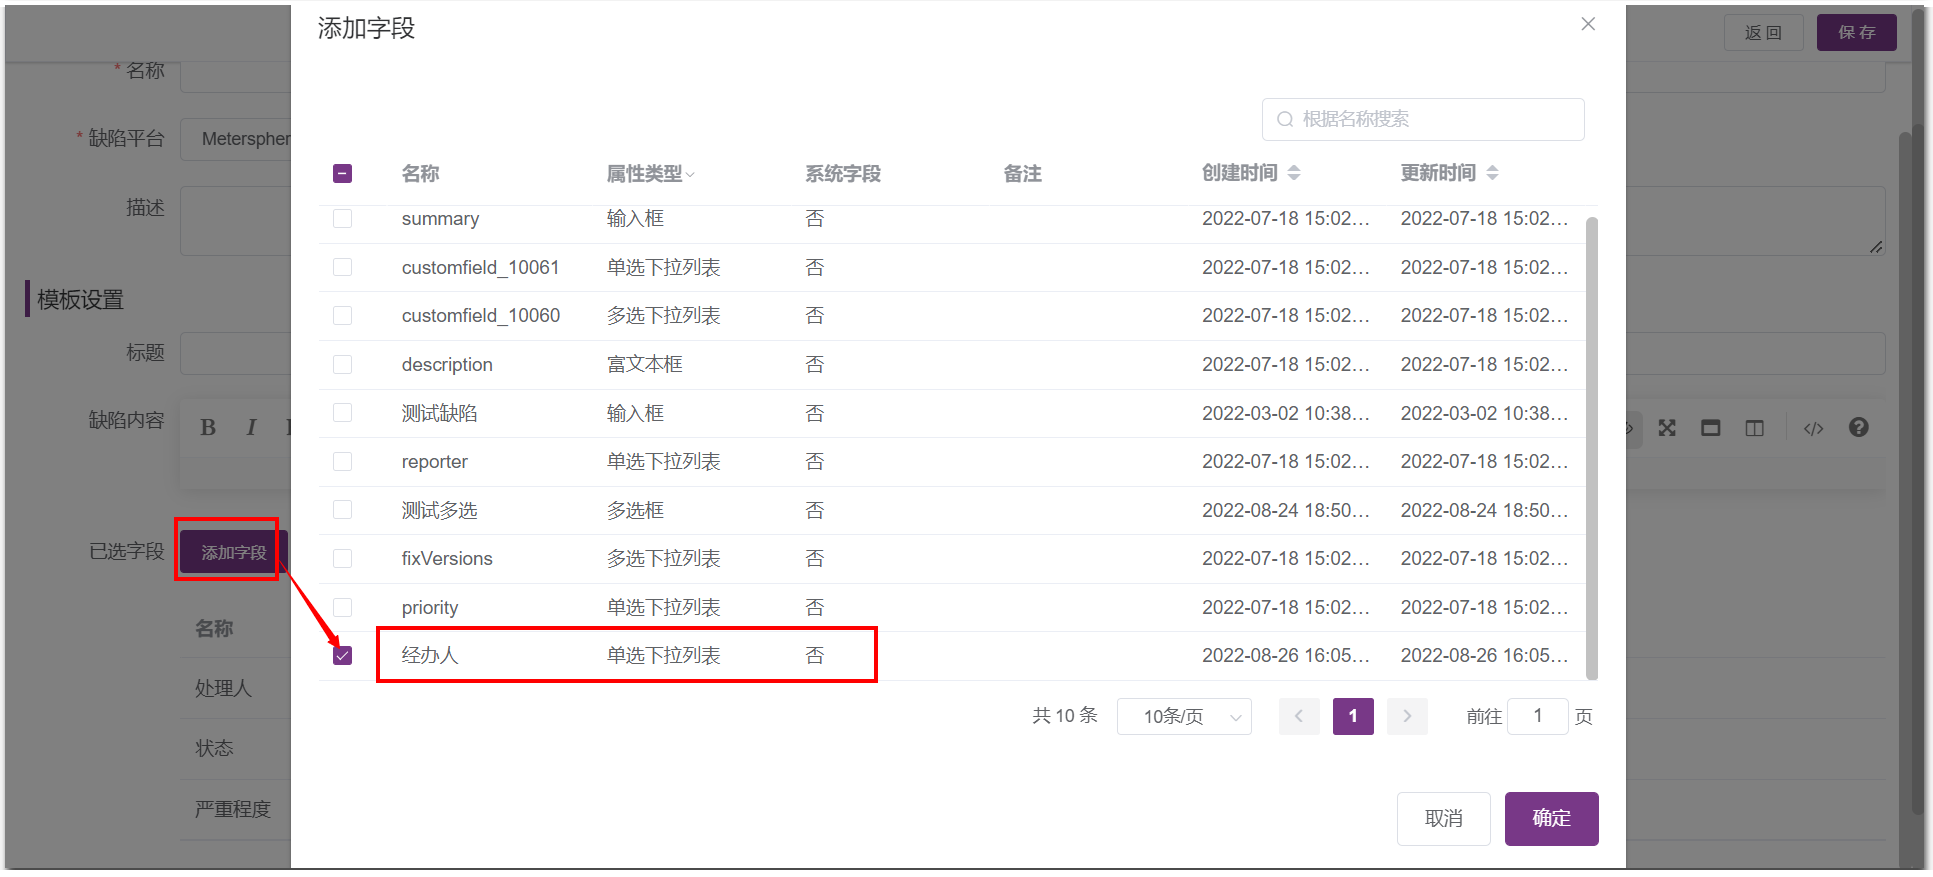 添加字段
返回
保存
* 名称
* 缺陷平台
Meterspher
描述
模板设置
标题
缺陷内容
B I
已选字段
添加字段
名称
处理人
状态
严重程度
根据名称搜索
名称 属性类型 系统字段 备注 创建时间 更新时间
summary 输入框 否 2022-07-18 15:02... 2022-07-18 15:02...
customfield_10061 单选下拉列表 否 2022-07-18 15:02... 2022-07-18 15:02...
customfield_10060 多选下拉列表 否 2022-07-18 15:02... 2022-07-18 15:02...
description 富文本框 否 2022-07-18 15:02... 2022-07-18 15:02...
测试缺陷 输入框 否 2022-03-02 10:38... 2022-03-02 10:38...
reporter 单选下拉列表 否 2022-07-18 15:02... 2022-07-18 15:02...
测试多选 多选框 否 2022-08-24 18:50... 2022-08-24 18:50...
fixVersions 多选下拉列表 否 2022-07-18 15:02... 2022-07-18 15:02...
priority 单选下拉列表 否 2022-07-18 15:02... 2022-07-18 15:02...
经办人 单选下拉列表 否 2022-08-26 16:05... 2022-08-26 16:05...
共 10 条 10条/页 1 前往 1 页
取消 确定